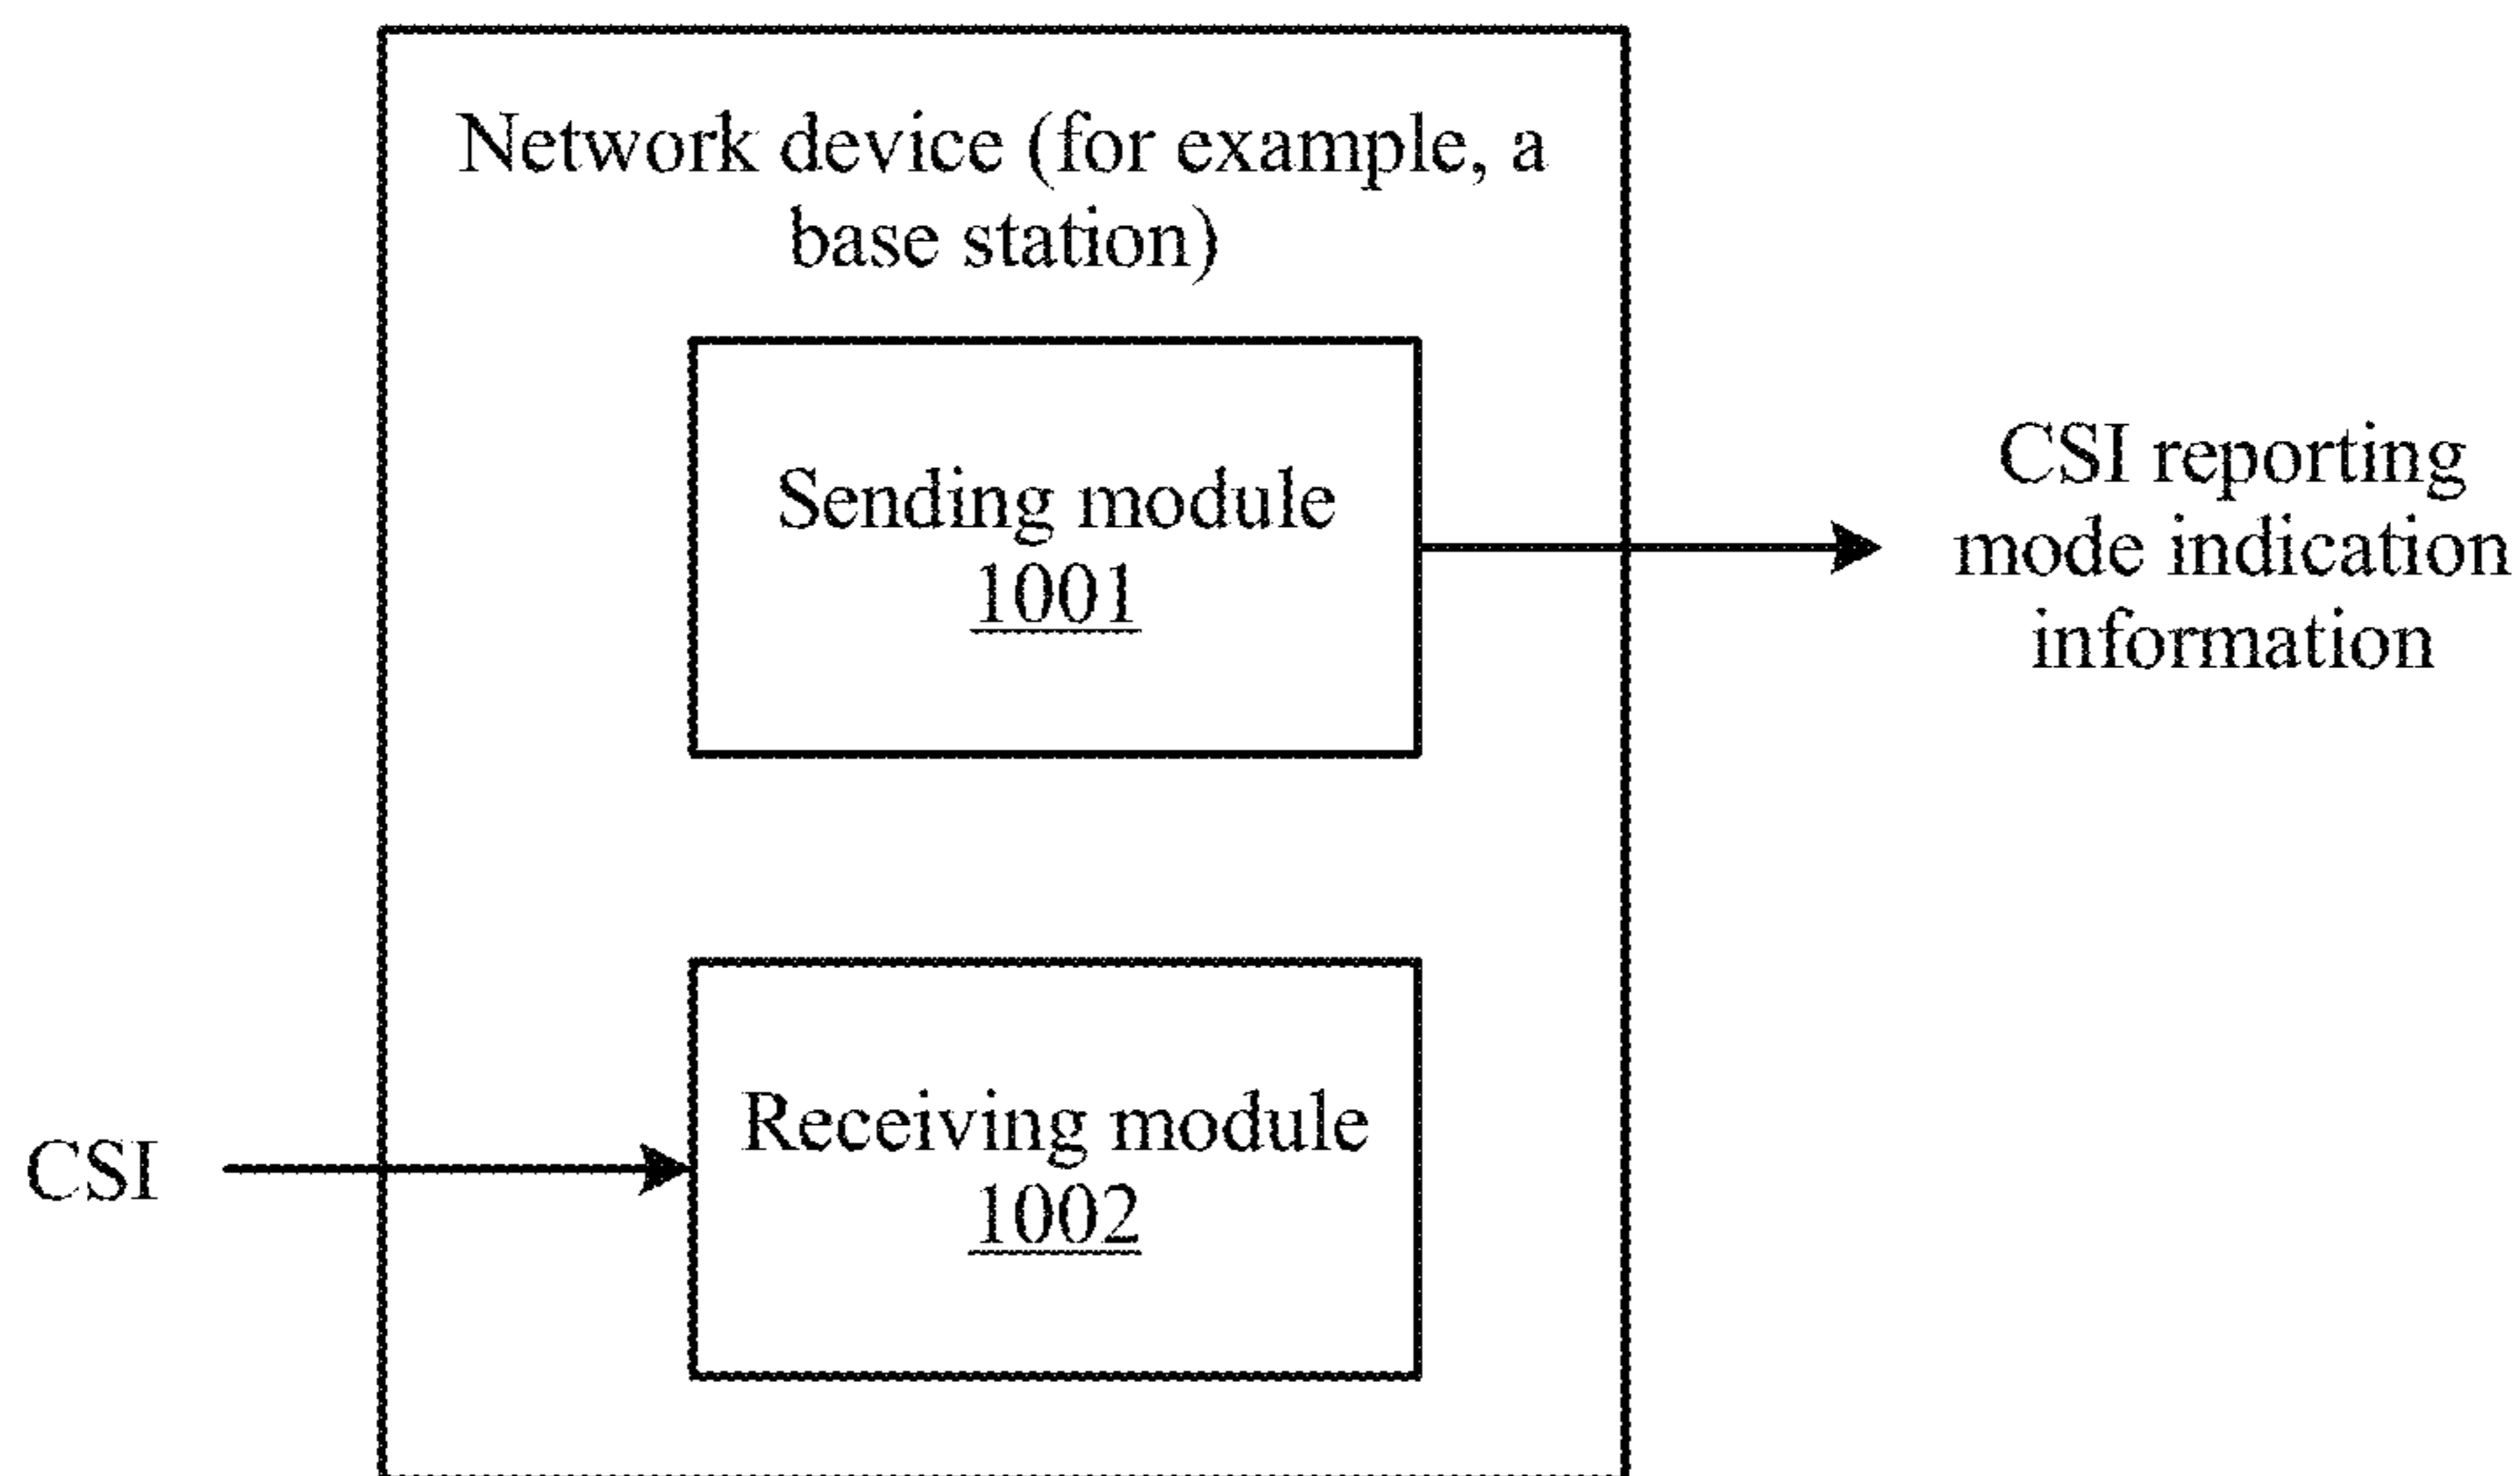 Network device (for example, a
base station)
Sending module
1001
CSI reporting
mode indication
information
Receiving module
1002
CSI